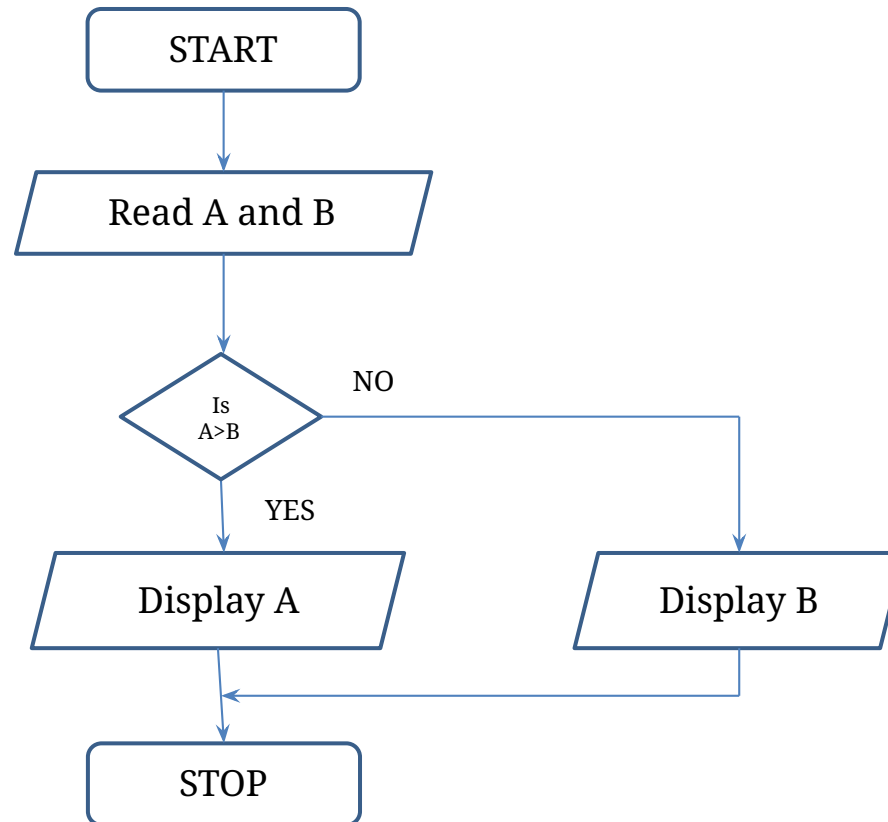 START
Read A and B
Is
A>B
NO
YES
Display A
Display B
STOP